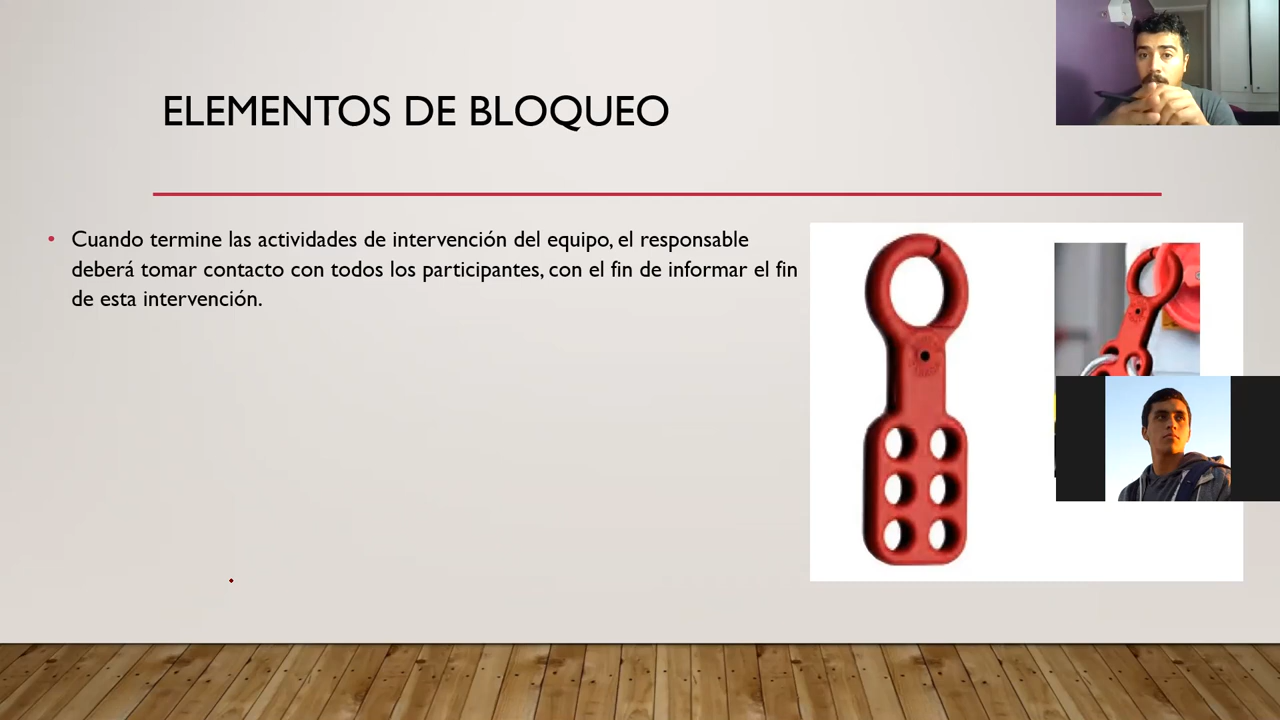 ELEMENTOS DE BLOQUEO
• Cuando termine las actividades de intervención del equipo, el responsable
deberá tomar contacto con todos los participantes, con el fin de informar el fin
de esta intervención.